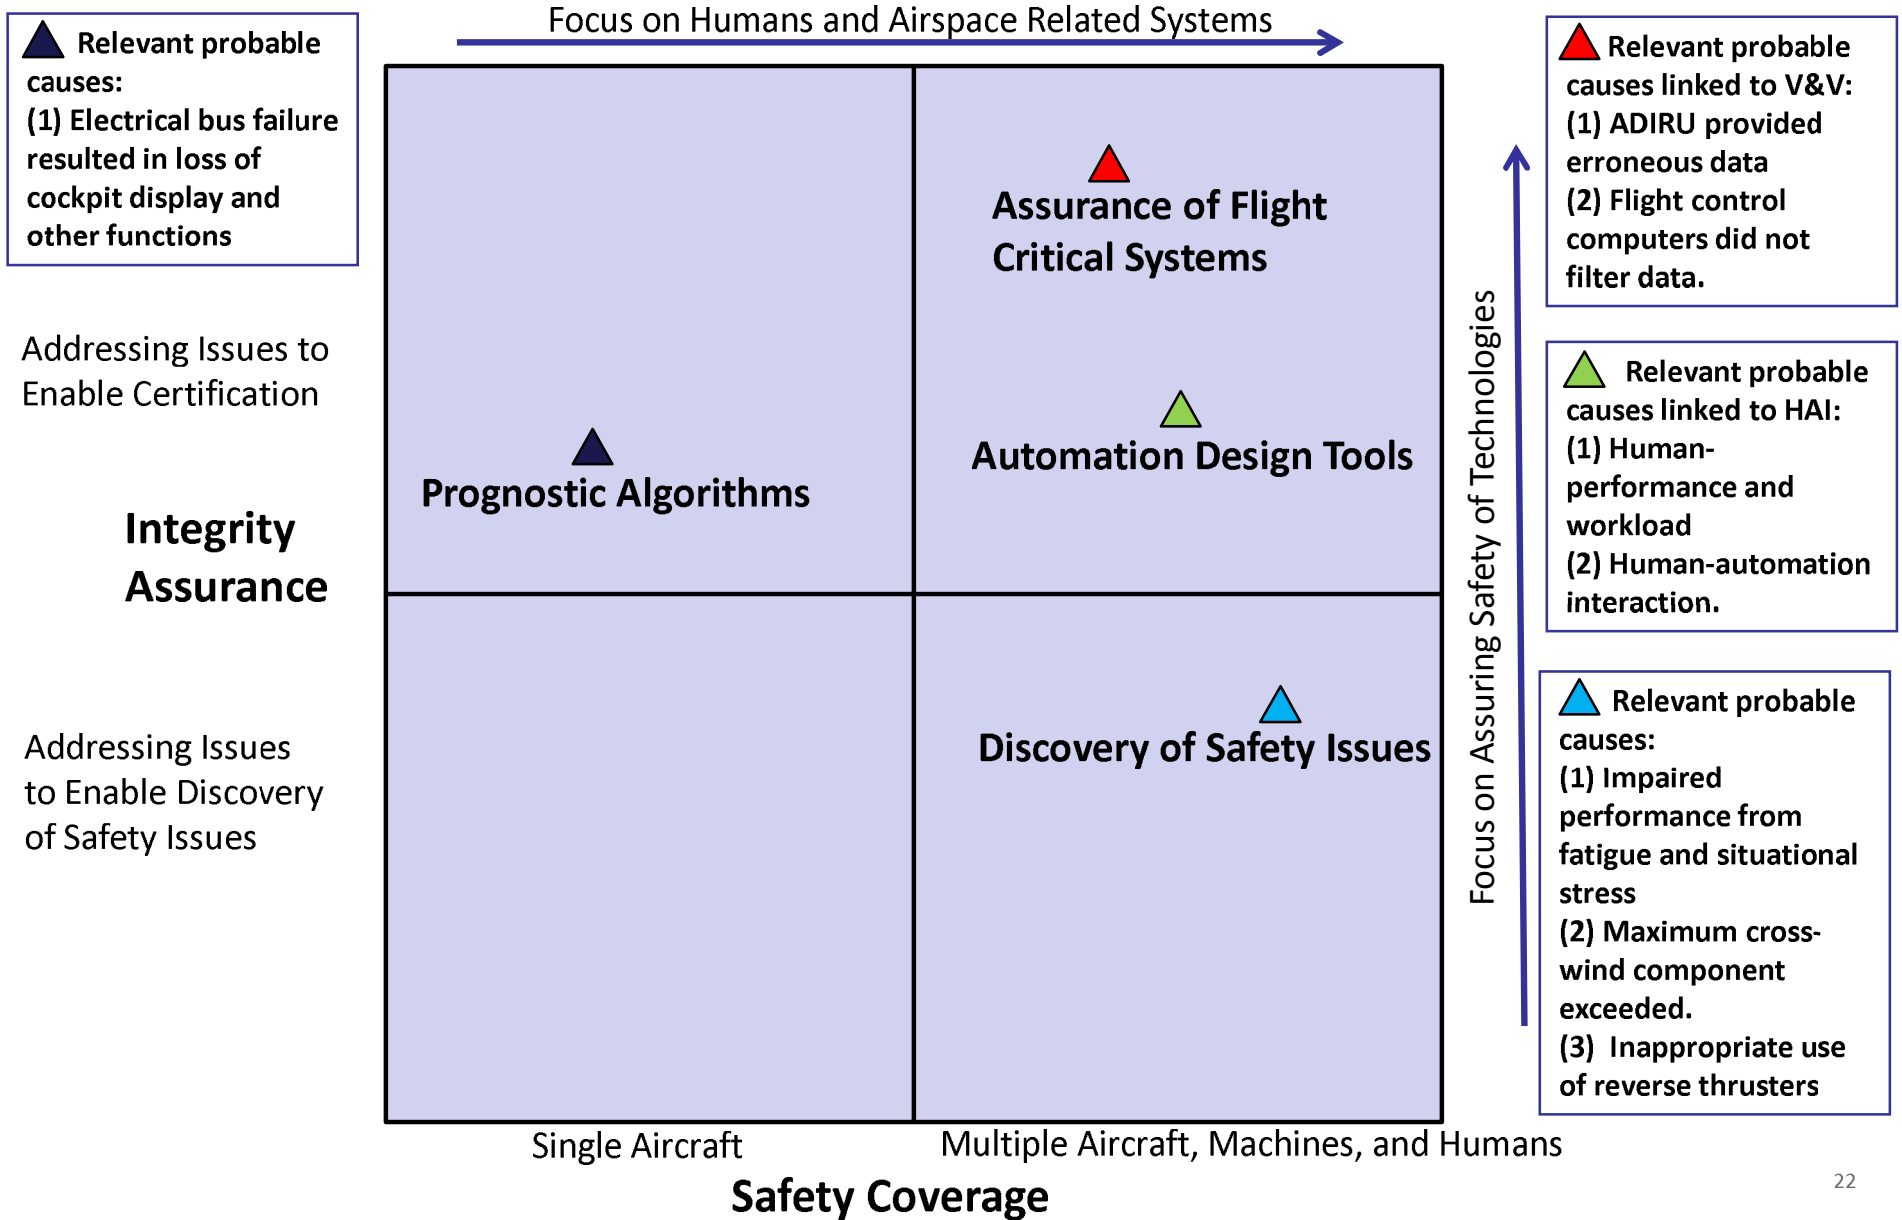 Focus on Humans and Airspace Related Systems
Relevant probable
causes:
(1) Electrical bus failure
resulted in loss of
cockpit display and
other functions
Addressing Issues to
Enable Certification
Integrity
Assurance
Addressing Issues
to Enable Discovery
of Safety Issues
Assurance of Flight
Critical Systems
Automation Design Tools
Prognostic Algorithms
Discovery of Safety Issues
Single Aircraft
Multiple Aircraft, Machines, and Humans
Safety Coverage
Focus on Assuring Safety of Technologies
Relevant probable
causes linked to V&V:
(1) ADIRU provided
erroneous data
(2) Flight control
computers did not
filter data.
Relevant probable
causes linked to HAI:
(1) Human-
performance and
workload
(2) Human-automation
interaction.
Relevant probable
causes:
(1) Impaired
performance from
fatigue and situational
stress
(2) Maximum cross-
wind component
exceeded.
(3) Inappropriate use
of reverse thrusters
22